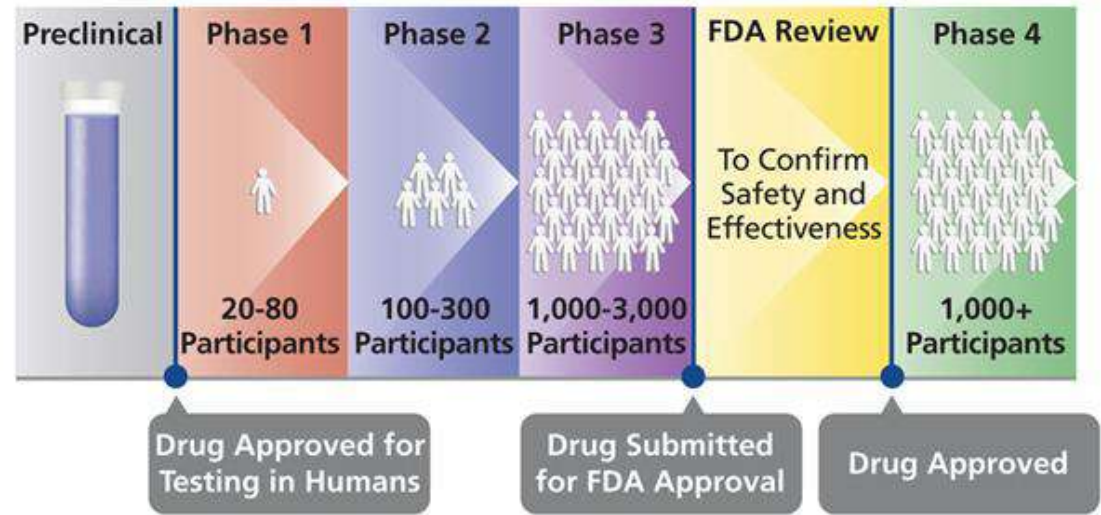 Preclinical
Phase 1
Phase 2
Phase 3
FDA Review
Phase 4
20-80
Participants
100-300
Participants
1,000-3,000
Participants
To Confirm
Safety and
Effectiveness
1,000+
Participants
Drug Approved for
Testing in Humans
Drug Submitted
for FDA Approval
Drug Approved